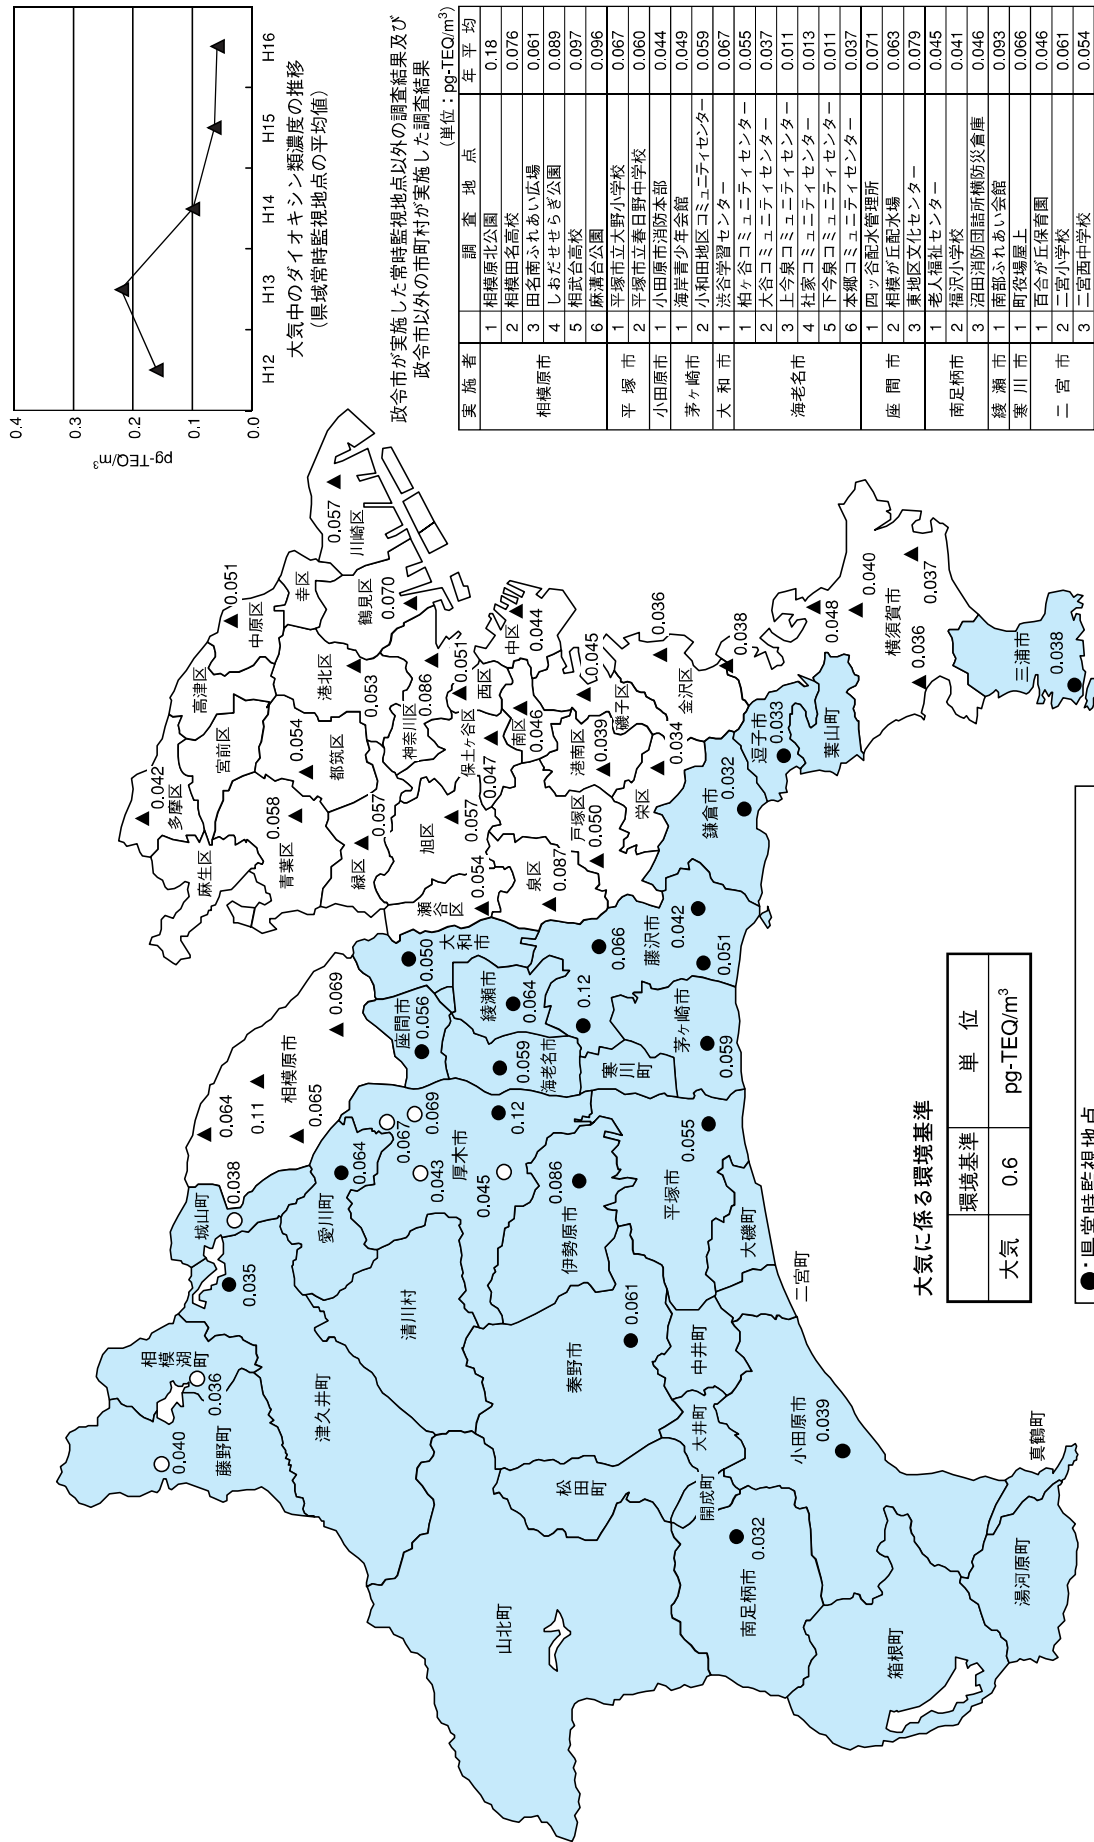 0.4
0.3
0.2
0.1
0.0
pg-TEQ/m³
H12
H13
H14
H15
H16
大気中のダイオキシン類濃度の推移
(県域常時監視地点の平均値)
政令市が実施した常時監視地点以外の調査結果及び
政令市以外の市町村が実施した調査結果
(単位：pg-TEQ/m³)
実施者 調査地点 年平均
相模原市 1 相模原北公園 0.18
2 相模田名高校 0.076
3 田名南ふれあい広場 0.061
4 しおだせせらぎ公園 0.089
5 相武台高校 0.097
6 麻溝台公園 0.096
平塚市 1 平塚市立大野小学校 0.067
2 平塚市立春日野中学校 0.060
小田原市 1 小田原市消防本部 0.044
茅ヶ崎市 1 海岸青少年会館 0.049
2 小和田地区コミュニティセンター 0.059
大和市 1 渋谷学習センター 0.067
海老名市 1 柏ヶ谷コミュニティセンター 0.055
2 大谷コミュニティセンター 0.037
3 上今泉コミュニティセンター 0.011
4 社家コミュニティセンター 0.013
5 下今泉コミュニティセンター 0.011
6 本郷コミュニティセンター 0.037
座間市 1 四ッ谷配水管理所 0.071
2 相模が丘配水場 0.063
3 東地区文化センター 0.079
南足柄市 1 老人福祉センター 0.045
2 福沢小学校 0.041
3 沼田消防団詰所横防災倉庫 0.046
綾瀬市 1 南部ふれあい会館 0.093
寒川市 1 町役場屋上 0.066
二宮市 1 百合が丘保育園 0.046
2 二宮小学校 0.061
3 二宮西中学校 0.054
藤野町
0.040
相模湖町
0.036
津久井町
0.035
城山町
0.038
相模原市
0.064
0.11
0.065
0.069
愛川町
0.064
清川村
厚木市
0.067
0.069
0.043
0.045
0.12
山北町
松田町
秦野市
0.061
伊勢原市
0.086
座間市
0.056
大和市
0.050
綾瀬市
0.064
海老名市
0.059
寒川町
藤沢市
0.12
0.066
0.042
0.051
茅ヶ崎市
0.059
平塚市
0.055
大磯町
二宮町
中井町
大井町
開成町
南足柄市
0.032
小田原市
0.039
箱根町
真鶴町
湯河原町
鎌倉市
0.032
逗子市
0.033
葉山町
三浦市
0.038
横須賀市
0.048
0.040
0.037
0.036
麻生区
多摩区
0.042
高津区
宮前区
中原区
0.051
幸区
川崎区
0.057
青葉区
0.058
都筑区
0.054
港北区
0.053
鶴見区
0.070
緑区
0.057
神奈川区
0.086
旭区
0.057
保土ヶ谷区
0.047
西区
0.051
中区
0.044
瀬谷区
0.054
泉区
0.087
戸塚区
0.050
南区
0.046
港南区
0.039
磯子区
0.045
栄区
0.034
金沢区
0.036
0.038
大気に係る環境基準
環境基準 単位
大気 0.6 pg-TEQ/m³
●：県常時監視地点